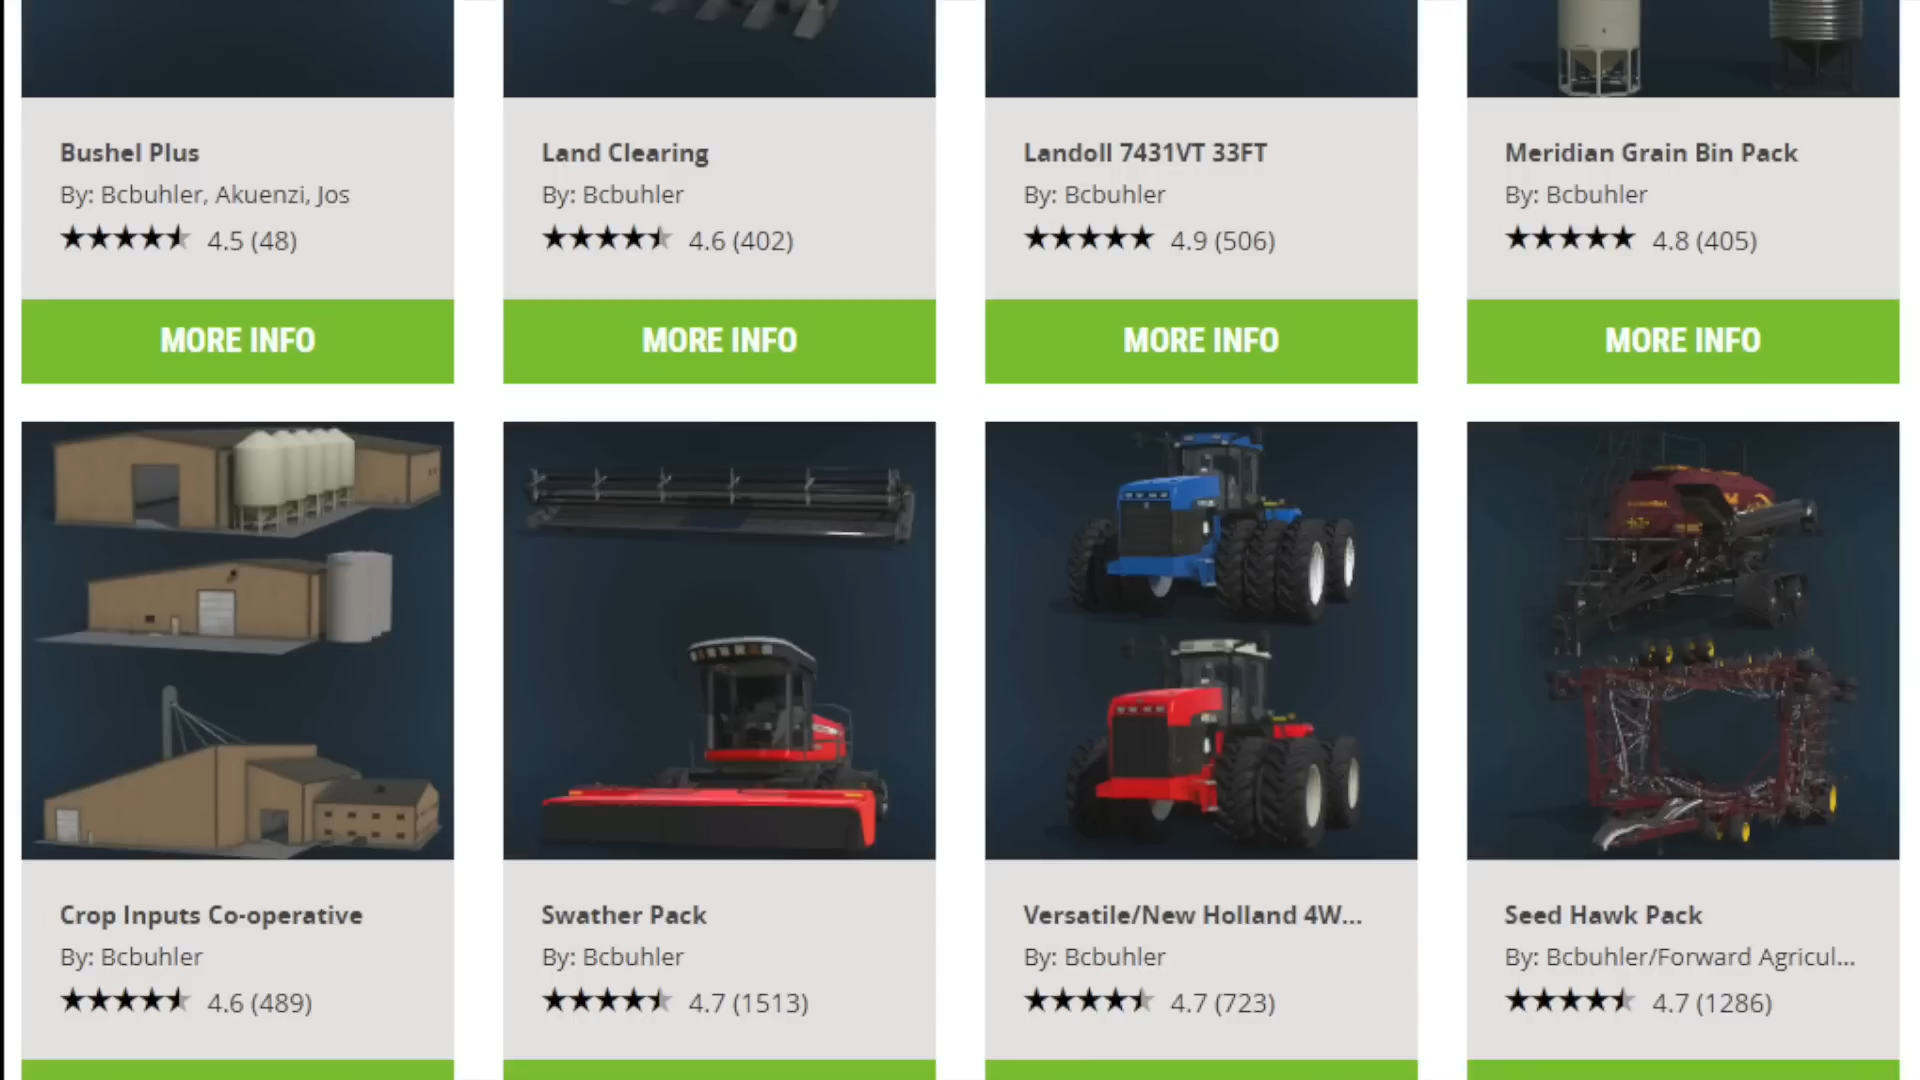 Bushel Plus
By: Bcbuhler, Akuenzi, Jos
4.5 (48)
MORE INFO
Land Clearing
By: Bcbuhler
4.6 (402)
MORE INFO
Landoll 7431VT 33FT
By: Bcbuhler
4.9 (506)
MORE INFO
Meridian Grain Bin Pack
By: Bcbuhler
4.8 (405)
MORE INFO
Crop Inputs Co-operative
By: Bcbuhler
4.6 (489)
Swather Pack
By: Bcbuhler
4.7 (1513)
Versatile/New Holland 4W...
By: Bcbuhler
4.7 (723)
Seed Hawk Pack
By: Bcbuhler/Forward Agricul...
4.7 (1286)